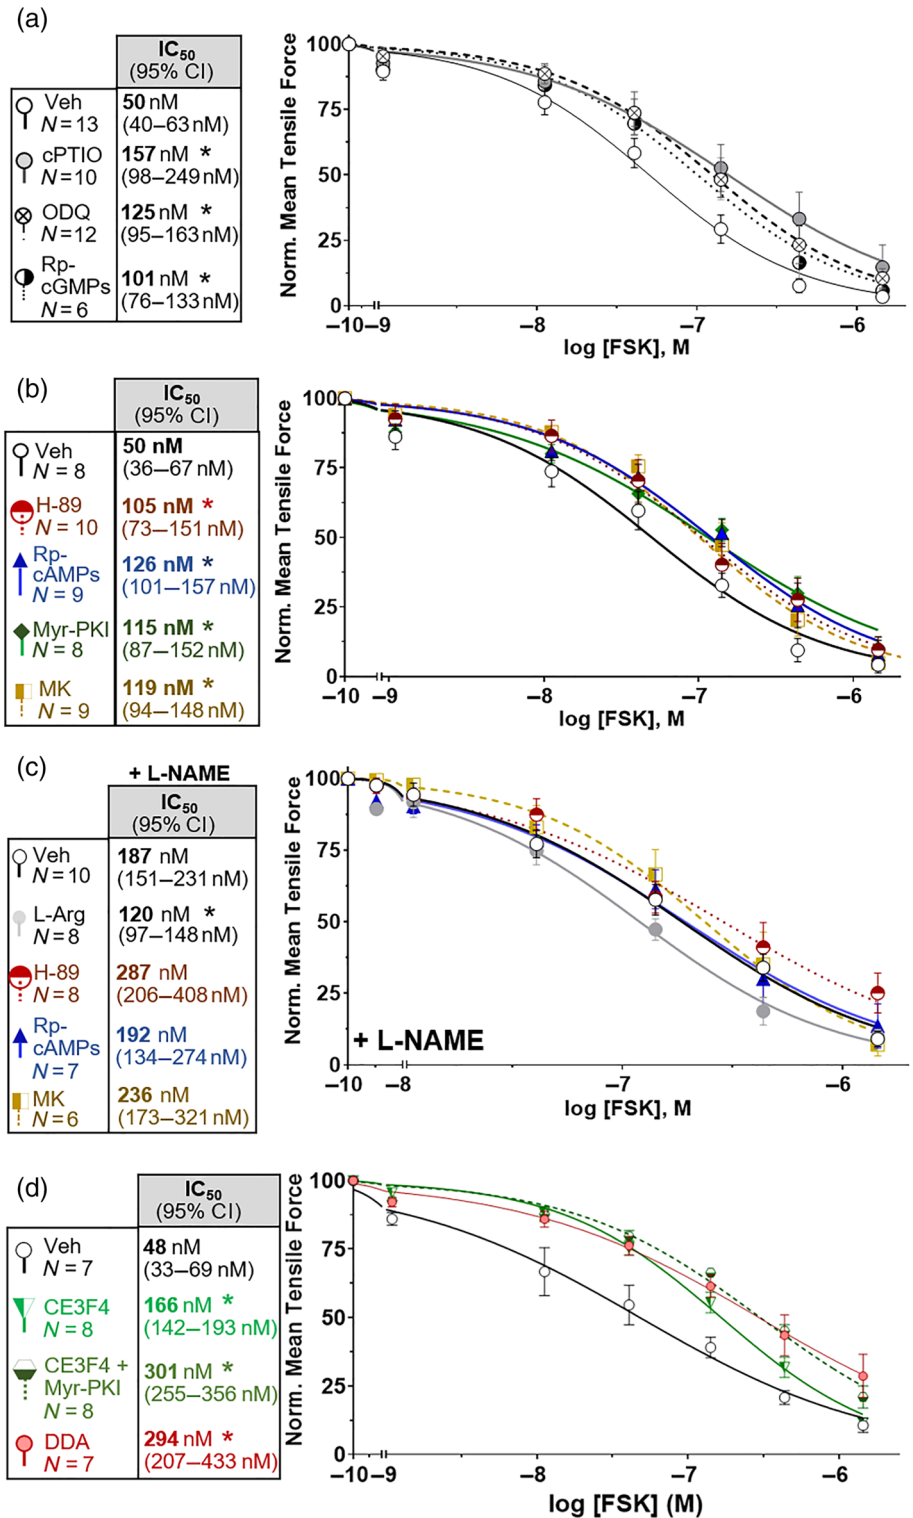 (a)
IC50
(95% CI)
Veh
N=13
50 nM
(40–63 nM)
cPTIO
N=10
157 nM *
(98–249 nM)
ODQ
N=12
125 nM *
(95–163 nM)
Rp-
cGMPs
N=6
101 nM *
(76–133 nM)
Norm. Mean Tensile Force
100
75
50
25
0
–10 –9 –8 –7 –6
log [FSK], M
(b)
IC50
(95% CI)
Veh
N = 8
50 nM
(36–67 nM)
H-89
N = 10
105 nM *
(73–151 nM)
Rp-
cAMPs
N = 9
126 nM *
(101–157 nM)
Myr-PKI
N = 8
115 nM *
(87–152 nM)
MK
N = 9
119 nM *
(94–148 nM)
Norm. Mean Tensile Force
100
75
50
25
0
–10 –9 –8 –7 –6
log [FSK], M
(c)
+ L-NAME
IC50
(95% CI)
Veh
N=10
187 nM
(151–231 nM)
L-Arg
N=8
120 nM *
(97–148 nM)
H-89
N=8
287 nM
(206–408 nM)
Rp-
cAMPs
N=7
192 nM
(134–274 nM)
MK
N=6
236 nM
(173–321 nM)
Norm. Mean Tensile Force
100
75
50
25
0
+ L-NAME
–10 –8 –7 –6
log [FSK], M
(d)
IC50
(95% CI)
Veh
N = 7
48 nM
(33–69 nM)
CE3F4
N = 8
166 nM *
(142–193 nM)
CE3F4 +
Myr-PKI
N = 8
301 nM *
(255–356 nM)
DDA
N = 7
294 nM *
(207–433 nM)
Norm. Mean Tensile Force
100
75
50
25
0
–10 –9 –8 –7 –6
log [FSK] (M)